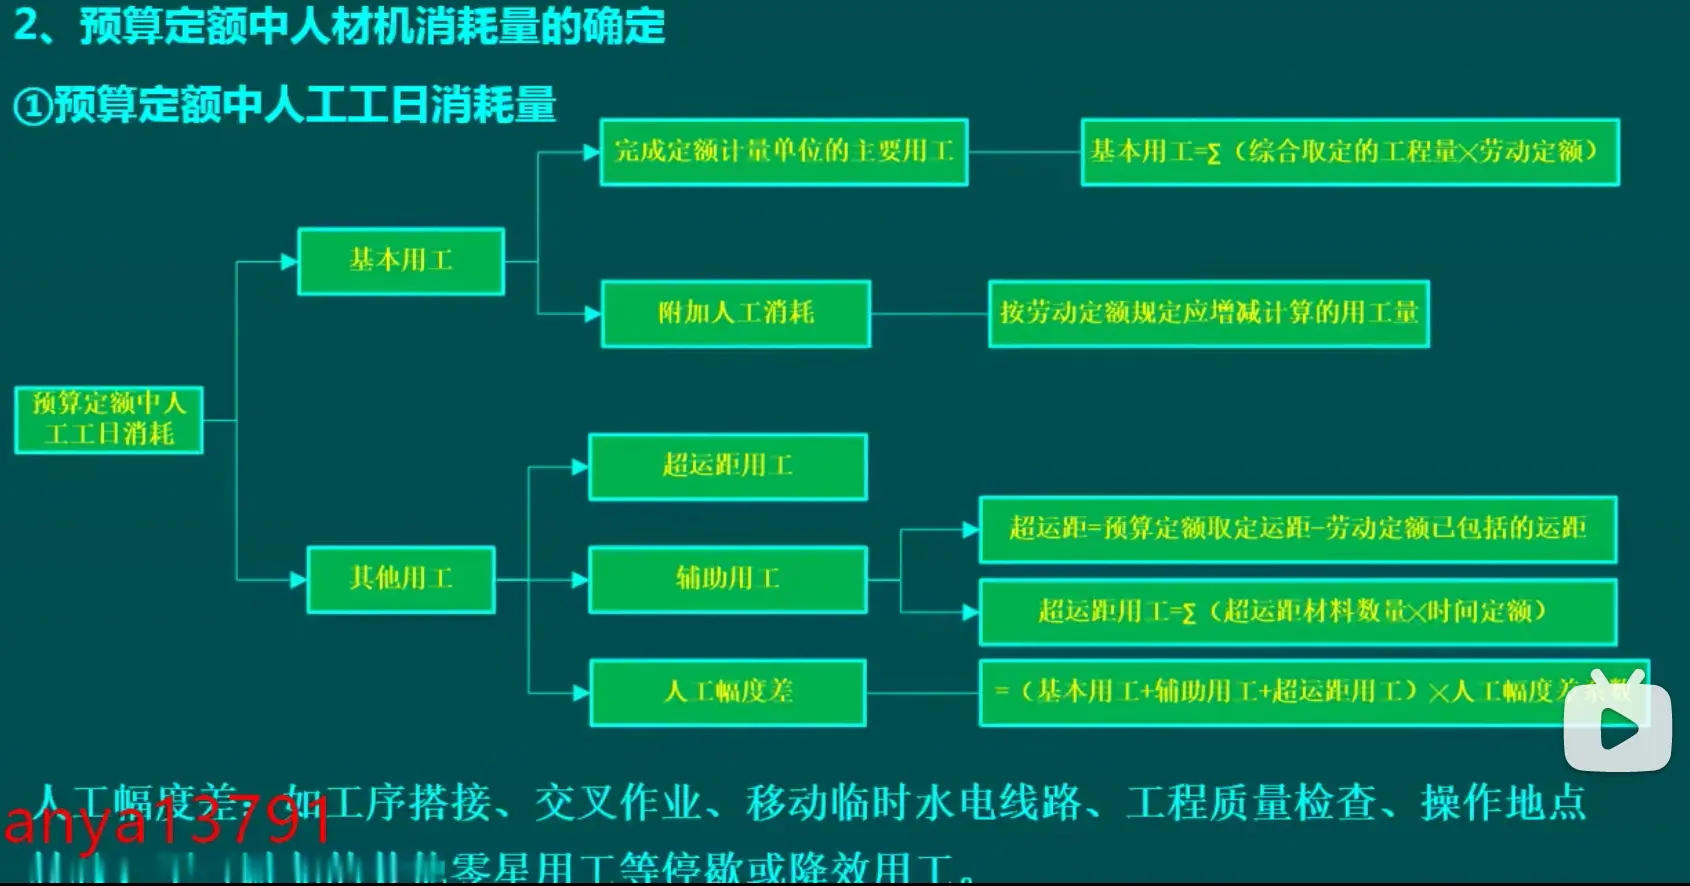 2、预算定额中人材机消耗量的确定
①预算定额中人工工日消耗量
完成定额计量单位的主要用工
基本用工=∑（综合取定的工程量×劳动定额）
基本用工
附加人工消耗
按劳动定额规定应增减计算的用工量
预算定额中人
工工日消耗
超运距用工
其他用工
辅助用工
超运距=预算定额取定运距-劳动定额已包括的运距
超运距用工=∑（超运距材料数量×时间定额）
人工幅度差
=（基本用工+辅助用工+超运距用工）×人工幅度差系数
人工幅度差：如工序搭接、交叉作业、移动临时水电线路、工程质量检查、操作地点
anya13791
零星用工等停歇或降效用工。